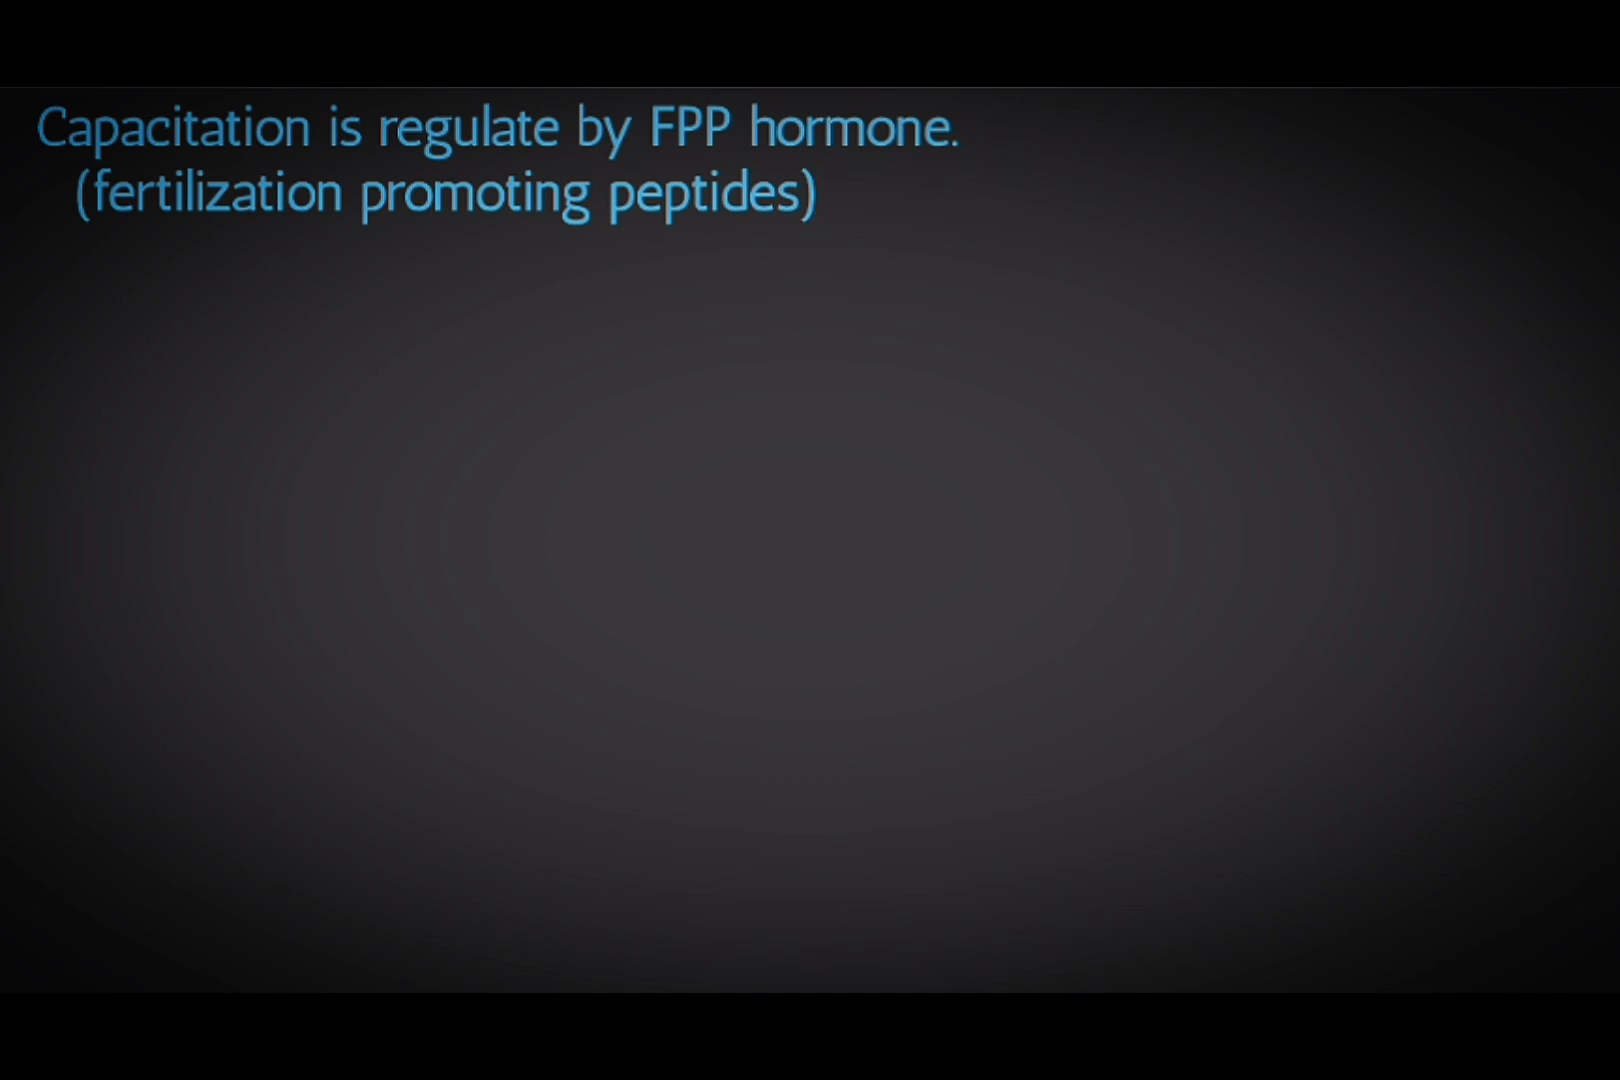 Capacitation is regulate by FPP hormone.
(fertilization promoting peptides)